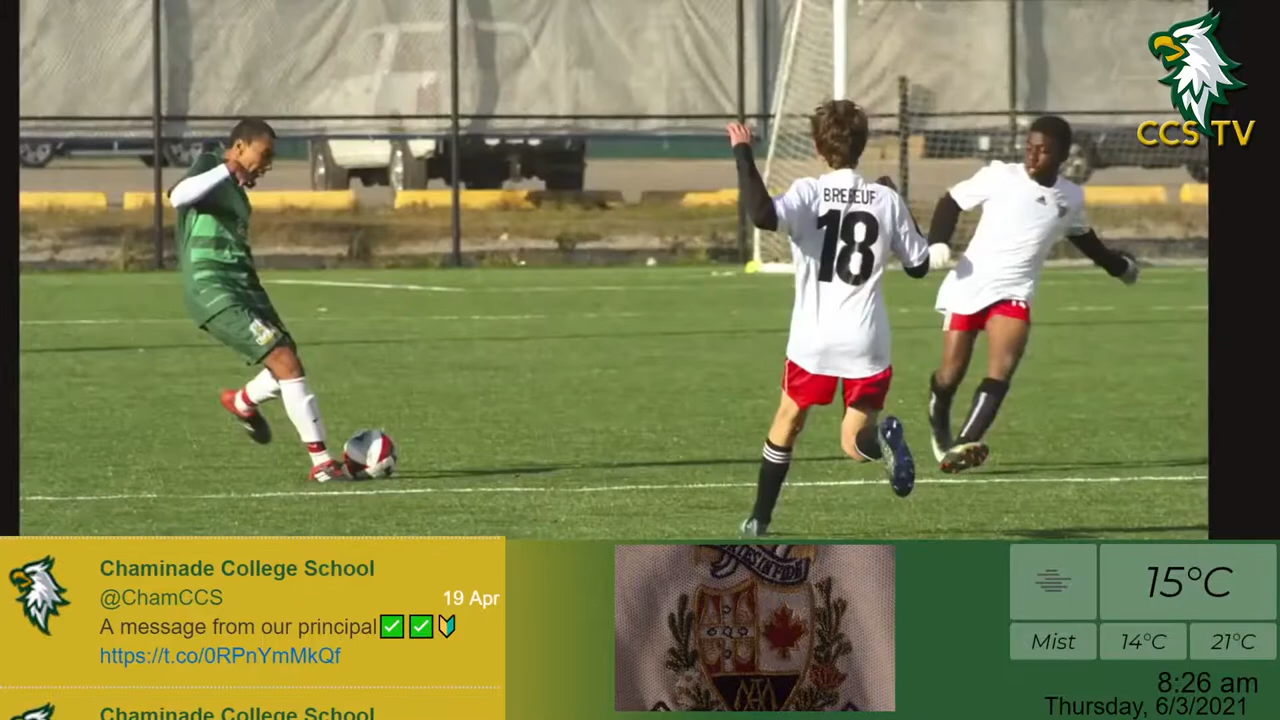 CCS TV
BREBEUF
18
Chaminade College School
@ChamCCS
19 Apr
A message from our principal✅✅🔰
https://t.co/0RPnYmMkQf
Chaminade College School
15°C
Mist
14°C
21°C
8:26 am
Thursday, 6/3/2021